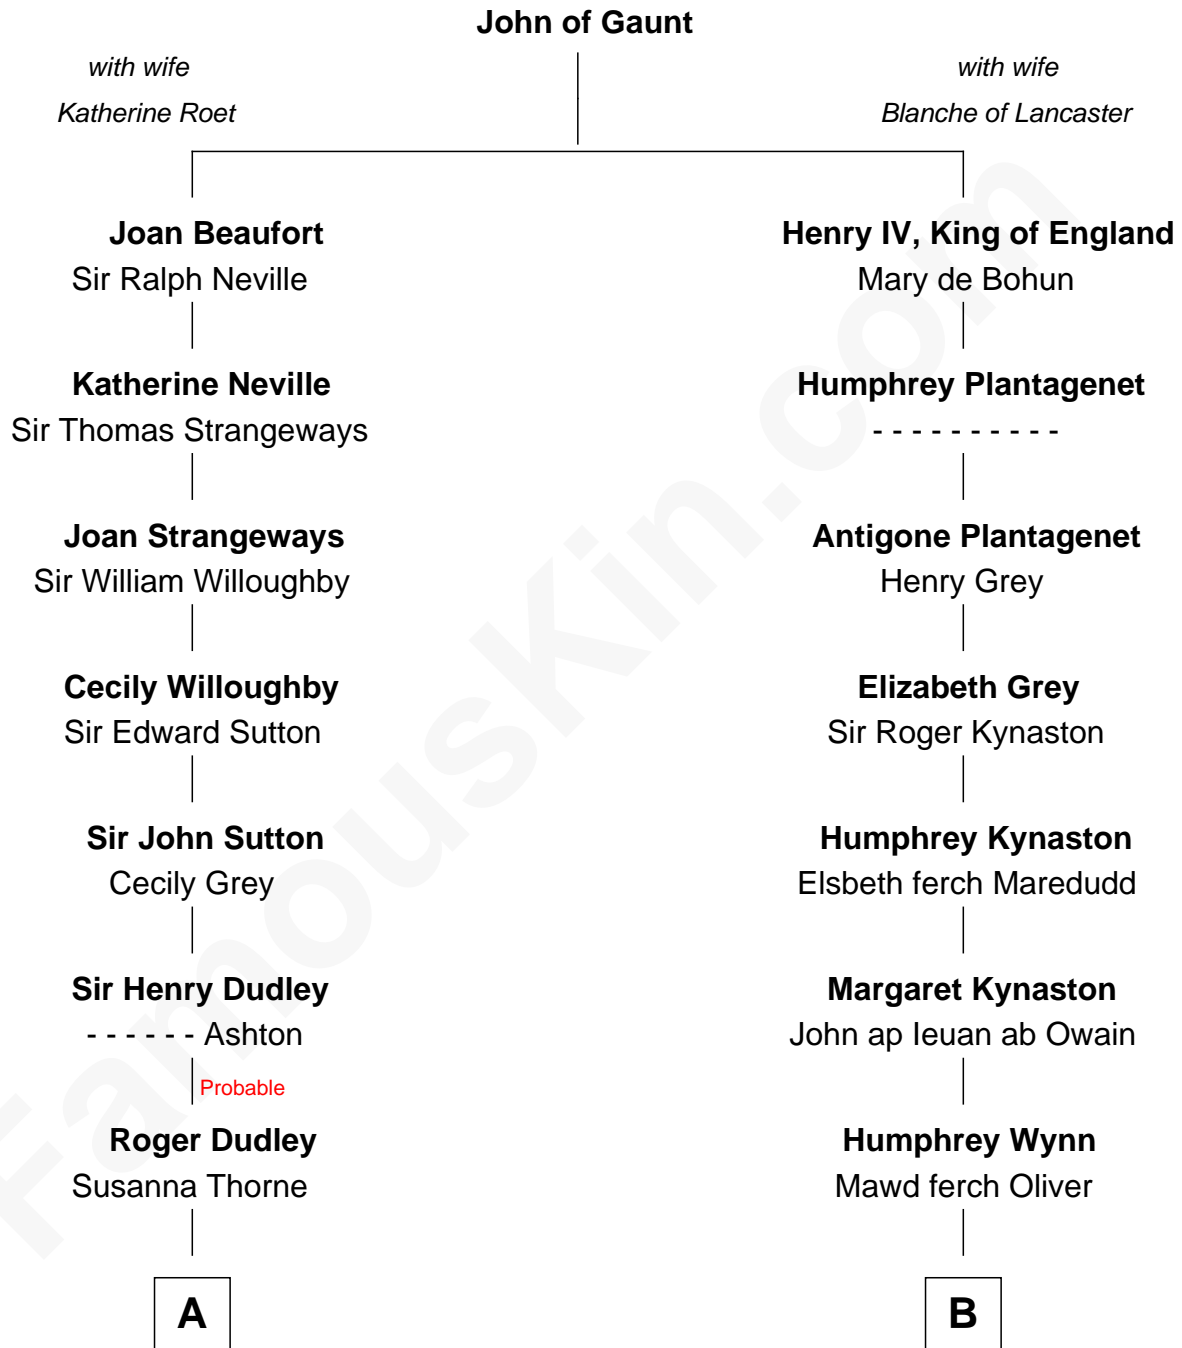 John of Gaunt
with wife
Katherine Roet
with wife
Blanche of Lancaster
Joan Beaufort
Sir Ralph Neville
Henry IV, King of England
Mary de Bohun
Katherine Neville
Sir Thomas Strangeways
Humphrey Plantagenet
- - - - - - - - - -
Joan Strangeways
Sir William Willoughby
Antigone Plantagenet
Henry Grey
Cecily Willoughby
Sir Edward Sutton
Elizabeth Grey
Sir Roger Kynaston
Sir John Sutton
Cecily Grey
Humphrey Kynaston
Elsbeth ferch Maredudd
Sir Henry Dudley
- - - - - - Ashton
Margaret Kynaston
John ap Ieuan ab Owain
Probable
Roger Dudley
Susanna Thorne
Humphrey Wynn
Mawd ferch Oliver
A
B
FamousKin.com